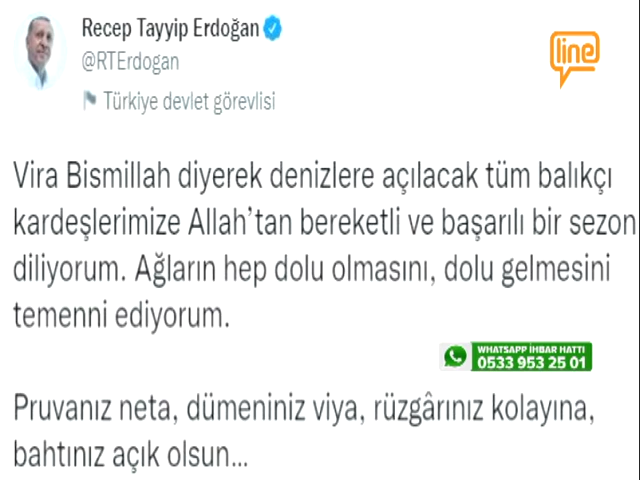 Recep Tayyip Erdoğan
@RTErdogan
Türkiye devlet görevlisi
line
Vira Bismillah diyerek denizlere açılacak tüm balıkçı
kardeşlerimize Allah’tan bereketli ve başarılı bir sezon
diliyorum. Ağların hep dolu olmasını, dolu gelmesini
temenni ediyorum.
WHATSAPP İHBAR HATTI
0533 953 25 01
Pruvanız neta, dümeniniz viya, rüzgârınız kolayına,
bahtınız açık olsun...